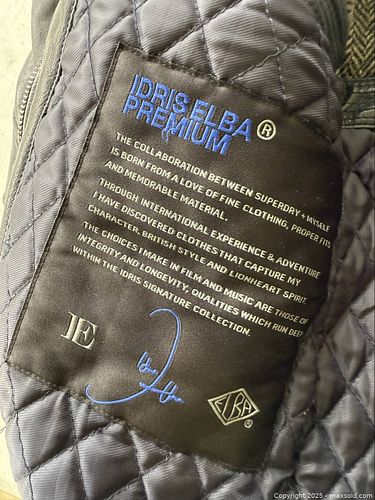 IDRIS ELBA
PREMIUM ®
THE COLLABORATION BETWEEN SUPERDRY + MYSELF
IS BORN FROM A LOVE OF FINE CLOTHING, PROPER FITS
AND MEMORABLE MATERIAL.
THROUGH INTERNATIONAL EXPERIENCE & ADVENTURE
I HAVE DISCOVERED CLOTHES THAT CAPTURE MY
CHARACTER. BRITISH STYLE AND LIONHEART SPIRIT.
THE CHOICES I MAKE IN FILM AND MUSIC ARE THOSE OF
INTEGRITY AND LONGEVITY, QUALITIES WHICH RUN DEEP
WITHIN THE IDRIS SIGNATURE COLLECTION.
IE
Idris Elba
ELBA ®
Copyright 2025 - maxsold.com